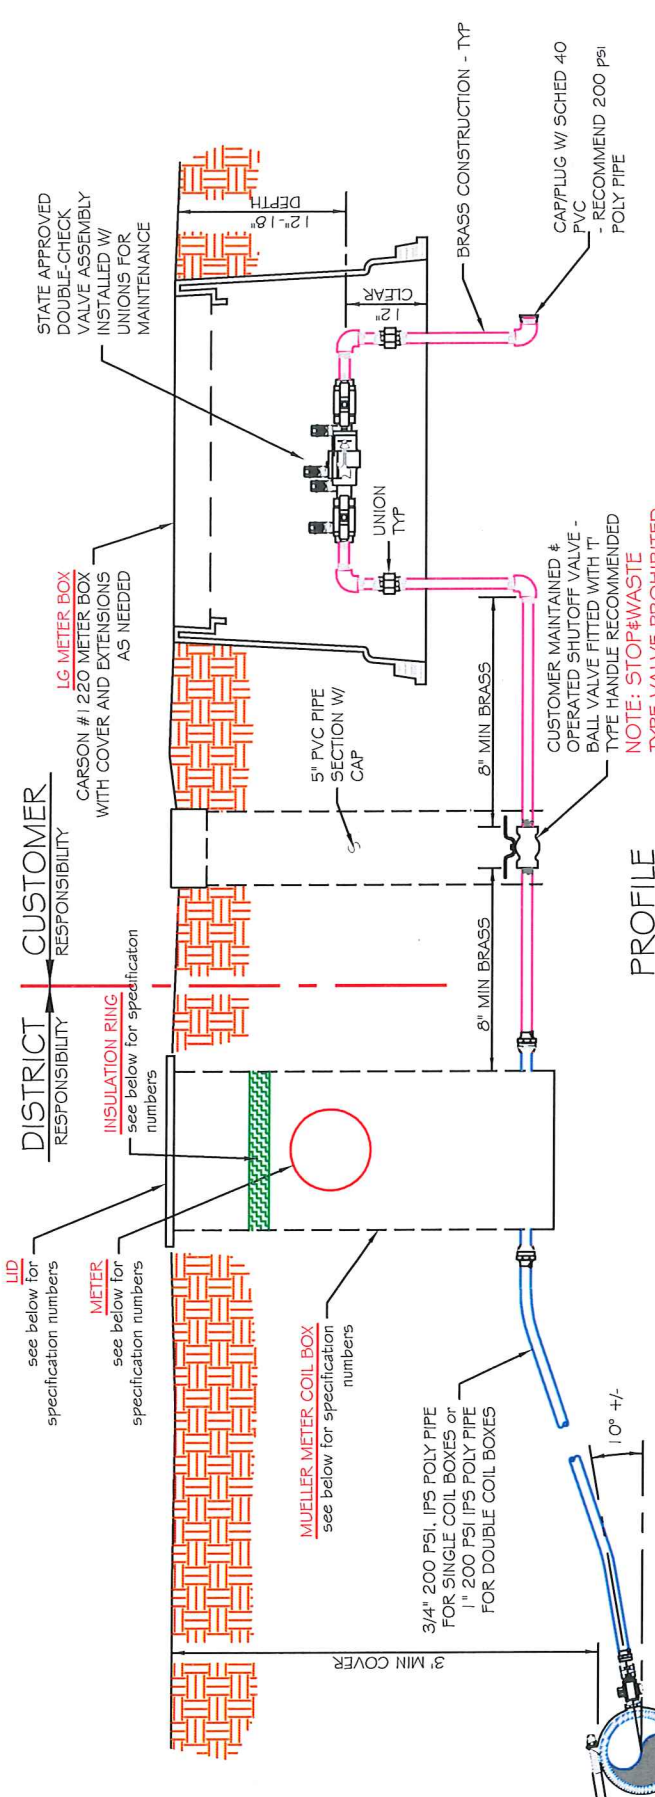 DISTRICT
RESPONSIBILITY
CUSTOMER
RESPONSIBILITY
LID
see below for
specification numbers
METER
see below for
specification numbers
INSULATION RING
see below for specificaton
numbers
MUELLER METER COIL BOX
see below for specification
numbers
3/4" 200 PSI, IPS POLY PIPE
FOR SINGLE COIL BOXES or
1" 200 PSI IPS POLY PIPE
FOR DOUBLE COIL BOXES
3' MIN COVER
10° +/-
LG METER BOX
CARSON #1220 METER BOX
WITH COVER AND EXTENSIONS
AS NEEDED
STATE APPROVED
DOUBLE-CHECK
VALVE ASSEMBLY
INSTALLED W/
UNIONS FOR
MAINTENANCE
5" PVC PIPE
SECTION W/
CAP
UNION
TYP
12"-18"
DEPTH
12"
CLEAR
8" MIN BRASS
8" MIN BRASS
BRASS CONSTRUCTION - TYP
CAP/PLUG W/ SCHED 40
PVC
- RECOMMEND 200 psi
POLY PIPE
CUSTOMER MAINTAINED &
OPERATED SHUTOFF VALVE -
BALL VALVE FITTED WITH 'T'
TYPE HANDLE RECOMMENDED
NOTE: STOP&WASTE
TYPE VALVE PROHIBITED
PROFILE